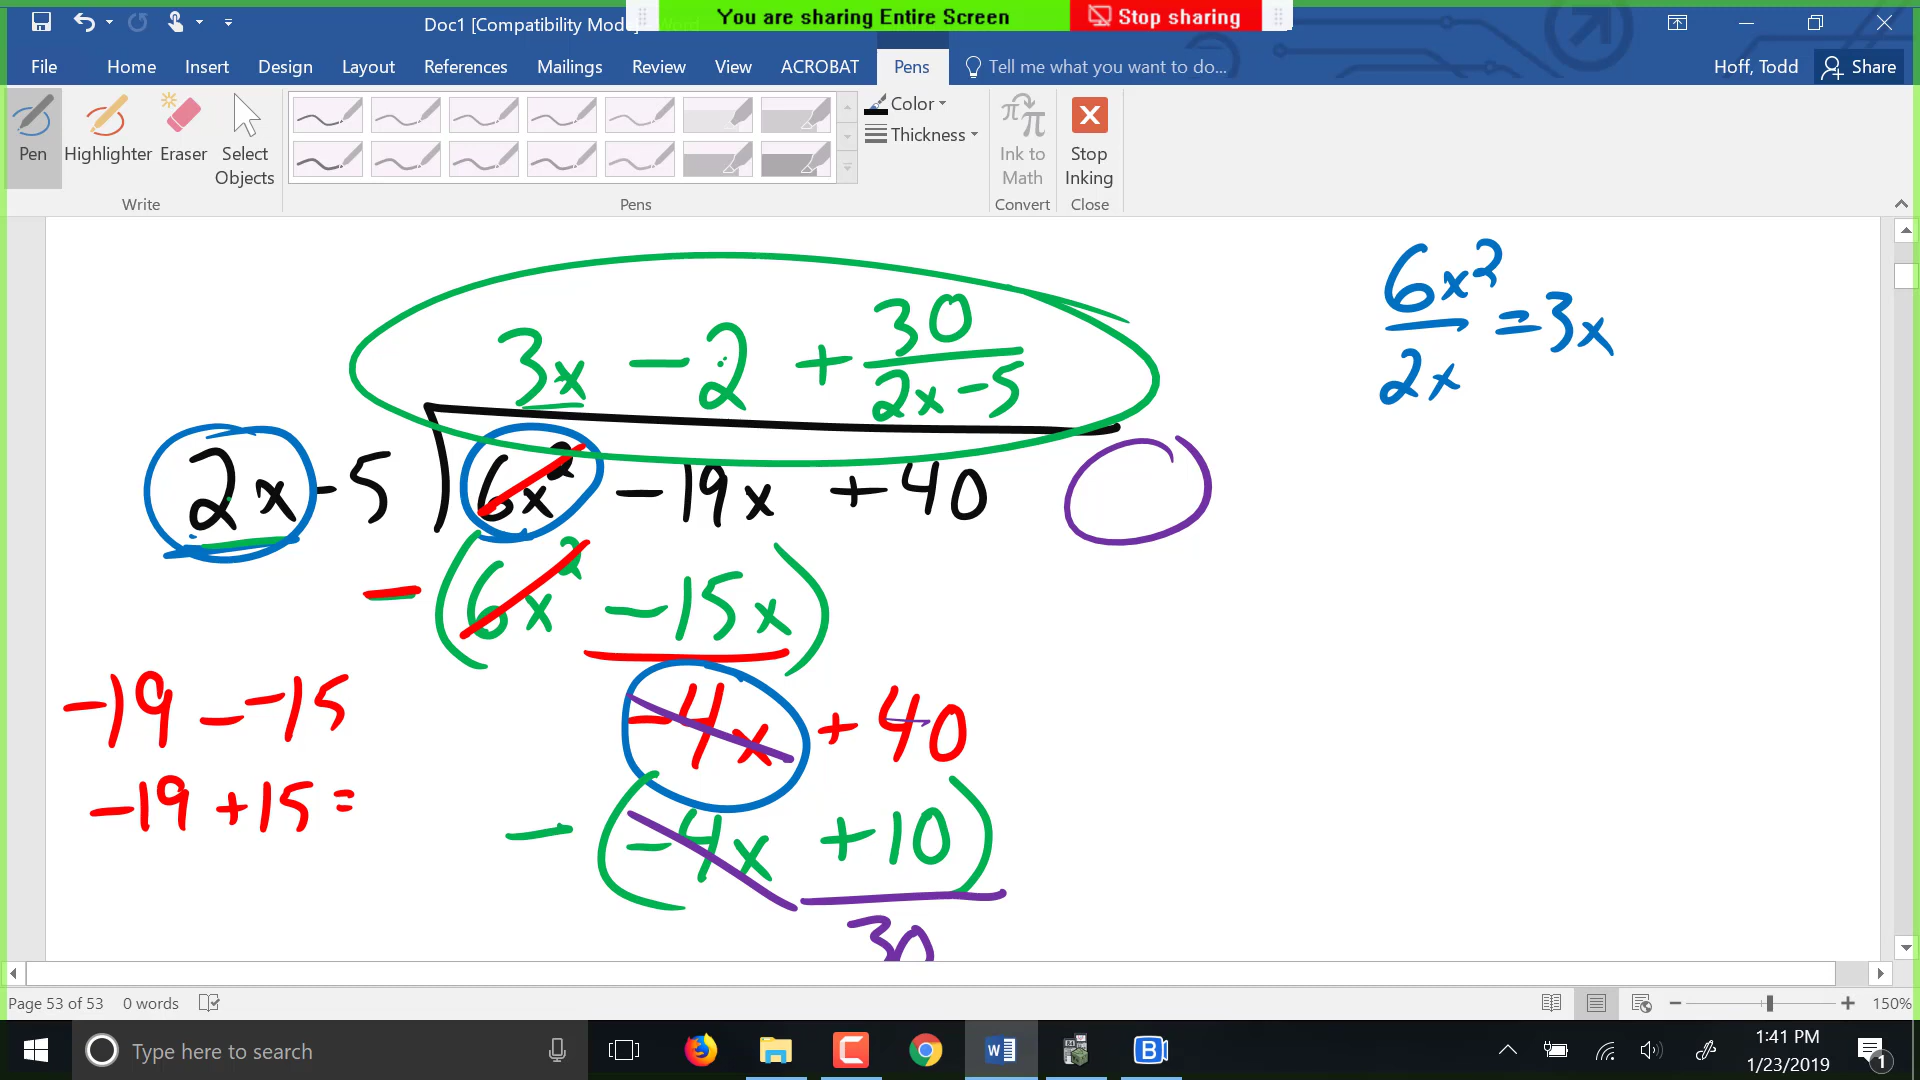 You are sharing Entire Screen
Stop sharing
Doc1 [Compatibility Mode] - Word
File Home Insert Design Layout References Mailings Review View ACROBAT Pens Tell me what you want to do... Hoff, Todd Share
Pen Highlighter Eraser Select Objects
Color
Thickness
Ink to Math
Stop Inking
Write Pens Convert Close
6x²/2x = 3x
3x - 2 + 30/(2x - 5)
2x - 5 6x² - 19x + 40
- (6x² - 15x)
-19 - -15
-4x + 40
-19 + 15 =
- (-4x + 10)
30
Page 53 of 53 0 words 150%
Type here to search
1:41 PM
1/23/2019
1